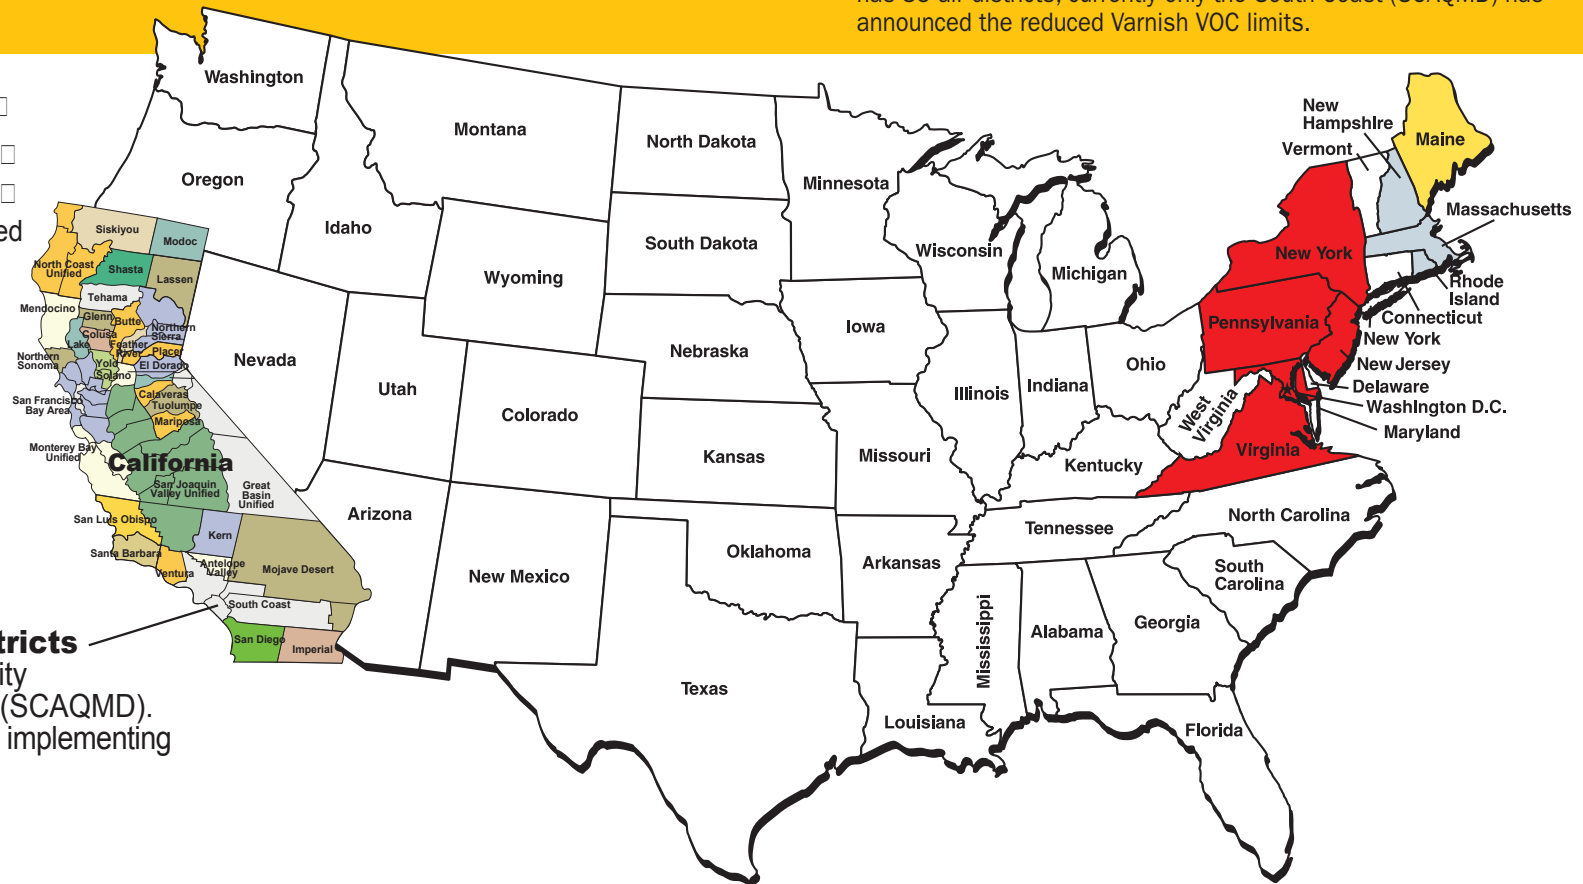 announced the reduced Varnish VOC limits.
Washington
Oregon
Idaho
Montana
North Dakota
South Dakota
Minnesota
Wisconsin
Michigan
Wyoming
Nebraska
Iowa
Nevada
Utah
Colorado
Kansas
Missouri
Illinois
Indiana
Ohio
Kentucky
West
Virginia
Virginia
Arizona
New Mexico
Oklahoma
Arkansas
Tennessee
North Carolina
South
Carolina
Georgia
Alabama
Mississippi
Louisiana
Texas
Florida
New
HampshIre
Vermont
Maine
Massachusetts
New York
Pennsylvania
Rhode
Island
Connecticut
New York
New Jersey
Delaware
WashIngton D.C.
Maryland
ed
Siskiyou
Modoc
North Coast
Unified
Shasta
Lassen
Tehama
Mendocino
Glenn
Butte
Colusa
Lake
Feather
River
Northern
Sierra
Placer
El Dorado
Northern
Sonoma
Yolo
Solano
San Francisco
Bay Area
Calaveras
Tuolumne
Mariposa
Monterey Bay
Unified
California
San Joaquin
Valley Unified
Great
Basin
Unified
San Luis Obispo
Kern
Santa Barbara
Ventura
Antelope
Valley
Mojave Desert
South Coast
San Diego
Imperial
tricts
ity
(SCAQMD).
implementing